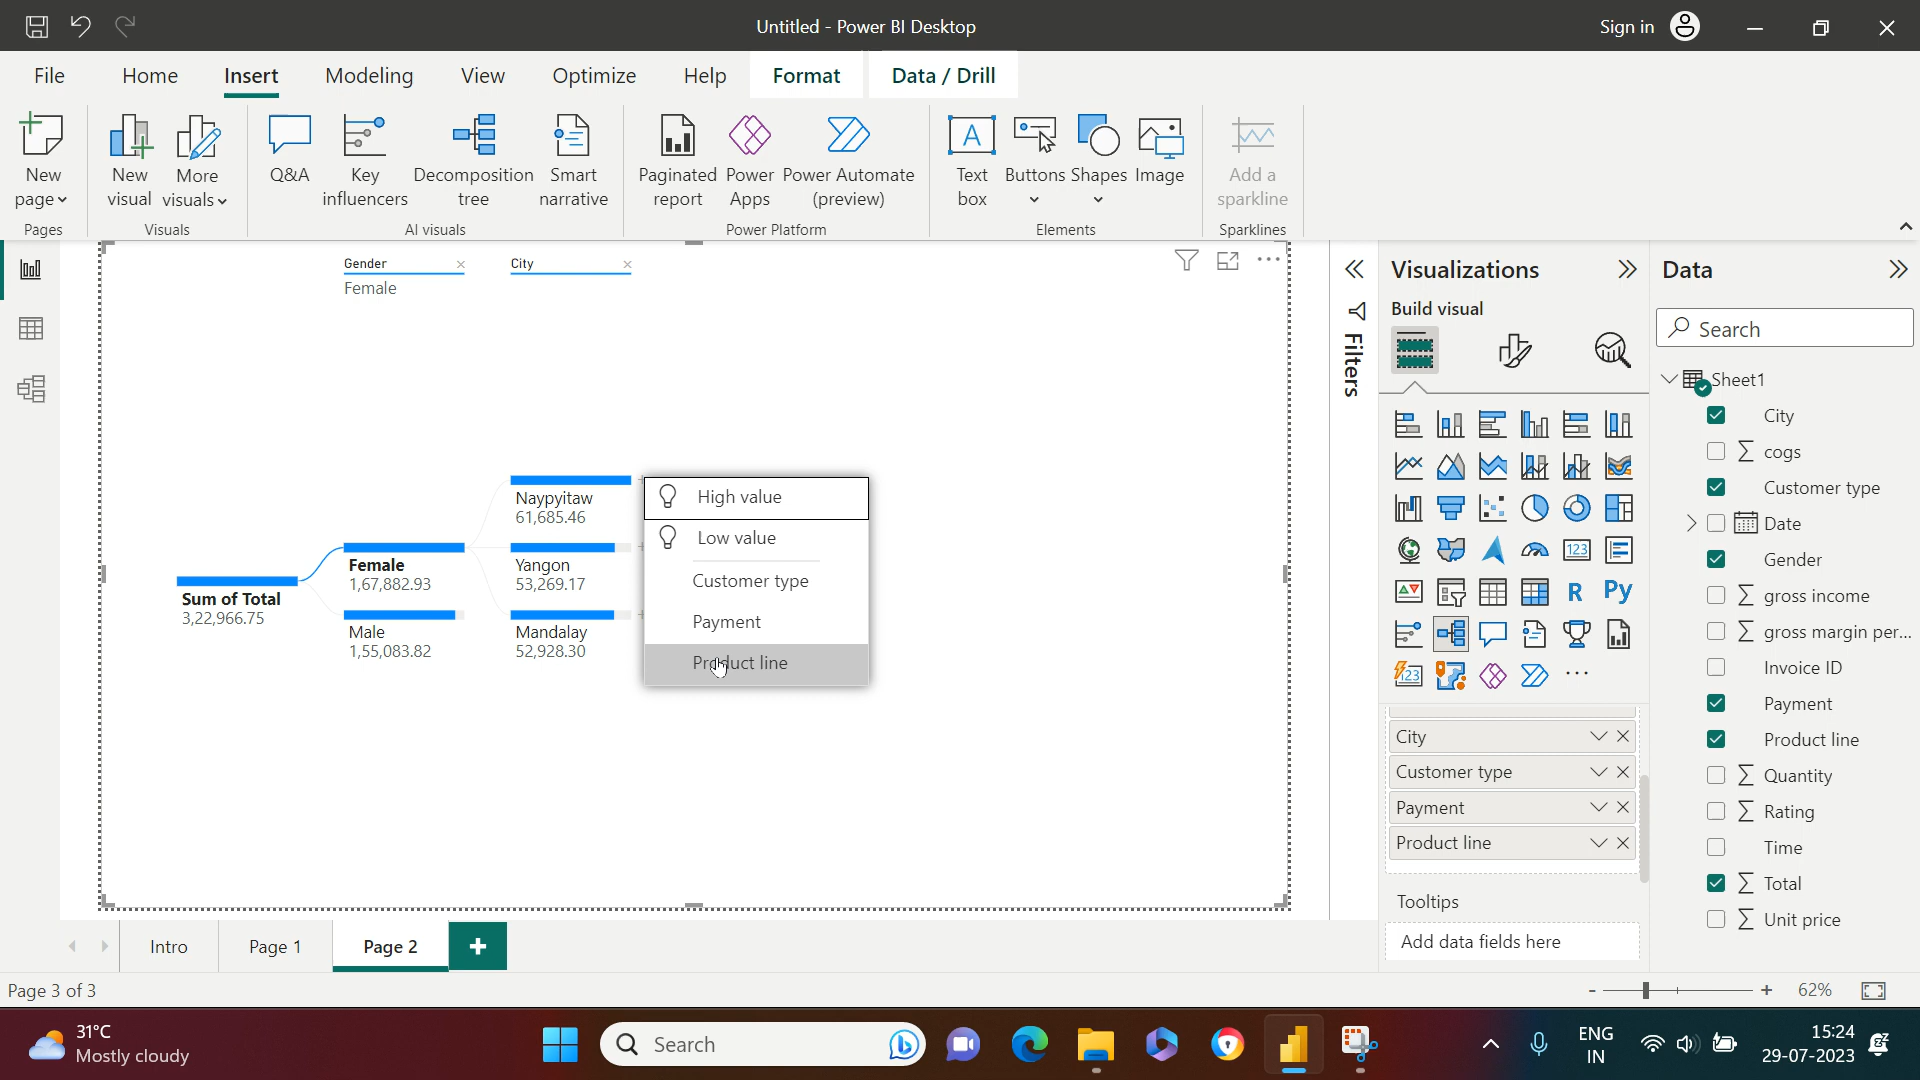 Untitled - Power BI Desktop
Sign in
File
Home
Insert
Modeling
View
Optimize
Help
Format
Data / Drill
New
page
New
visual
More
visuals
Q&A
Key
influencers
Decomposition
tree
Smart
narrative
Paginated
report
Power
Apps
Power Automate
(preview)
A
Text
box
Buttons
Shapes
Image
Add a
sparkline
Pages
Visuals
AI visuals
Power Platform
Elements
Sparklines
Gender
Female
City
Sum of Total
3,22,966.75
Female
1,67,882.93
Male
1,55,083.82
Naypyitaw
61,685.46
Yangon
53,269.17
Mandalay
52,928.30
High value
Low value
Customer type
Payment
Product line
Filters
Visualizations
Build visual
123
R
Py
123
City
Customer type
Payment
Product line
Tooltips
Add data fields here
Data
Search
Sheet1
City
∑ cogs
Customer type
Date
Gender
∑ gross income
∑ gross margin per...
Invoice ID
Payment
Product line
∑ Quantity
∑ Rating
Time
∑ Total
∑ Unit price
Intro
Page 1
Page 2
Page 3 of 3
62%
31°C
Mostly cloudy
Search
ENG
IN
15:24
29-07-2023